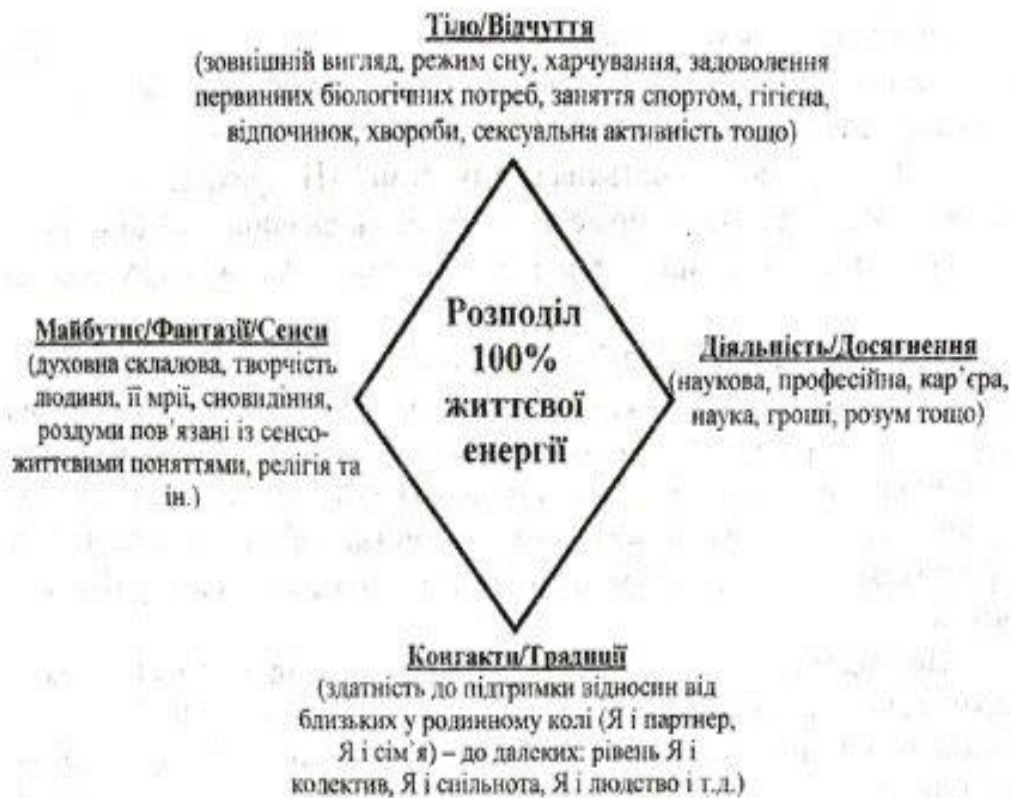 Тіло/Відчуття
(зовнішній вигляд, режим сну, харчування, задоволення
первинних біологічних потреб, заняття спортом, гігієна,
відпочинок, хвороби, сексуальна активність тощо)
Майбутнє/Фантазії/Сенси
(духовна складова, творчість
людини, її мрії, сновидіння,
роздуми пов`язані із сенсо-
життєвими поняттями, релігія та
ін.)
Розподіл
100%
життєвої
енергії
Діяльність/Досягнення
(наукова, професійна, кар`єра,
наука, гроші, розум тощо)
Контакти/Традиції
(здатність до підтримки відносин від
близьких у родинному колі (Я і партнер,
Я і сім`я) – до далеких: рівень Я і
колектив, Я і спільнота, Я і людство і т.д.)